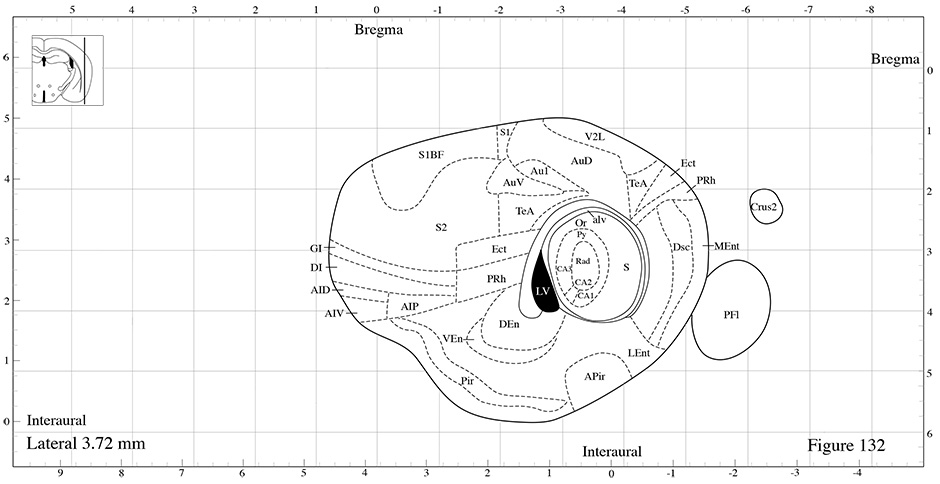 5 4 3 2 1 0 -1 -2 -3 -4 -5 -6 -7 -8
Bregma
Bregma
6
0
5
S1
V2L
1
S1BF
AuD
Ect
Au1
4
AuV
TeA
PRh
2
Crus2
TeA
Or
alv
S2
Py
3
GI
Ect
Dsc
MEnt
3
Rad
DI
CA3
S
PRh
CA2
AID
LV
CA1
2
AIP
AIV
DEn
PFl
4
VEn
LEnt
1
Pir
APir
5
0
Interaural
6
Lateral 3.72 mm
Figure 132
Interaural
9 8 7 6 5 4 3 2 1 0 -1 -2 -3 -4